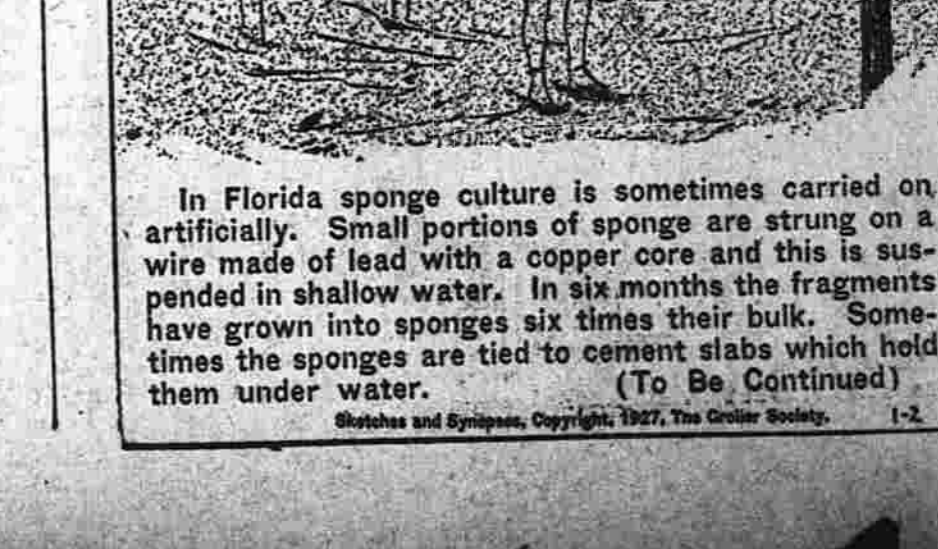 In Florida sponge culture is sometimes carried on
artificially. Small portions of sponge are strung on a
wire made of lead with a copper core and this is sus-
pended in shallow water. In six months the fragments
have grown into sponges six times their bulk. Some-
times the sponges are tied to cement slabs which hold
them under water. (To Be Continued)
Sketches and Synopses, Copyright, 1927, The Grolier Society. 1-2